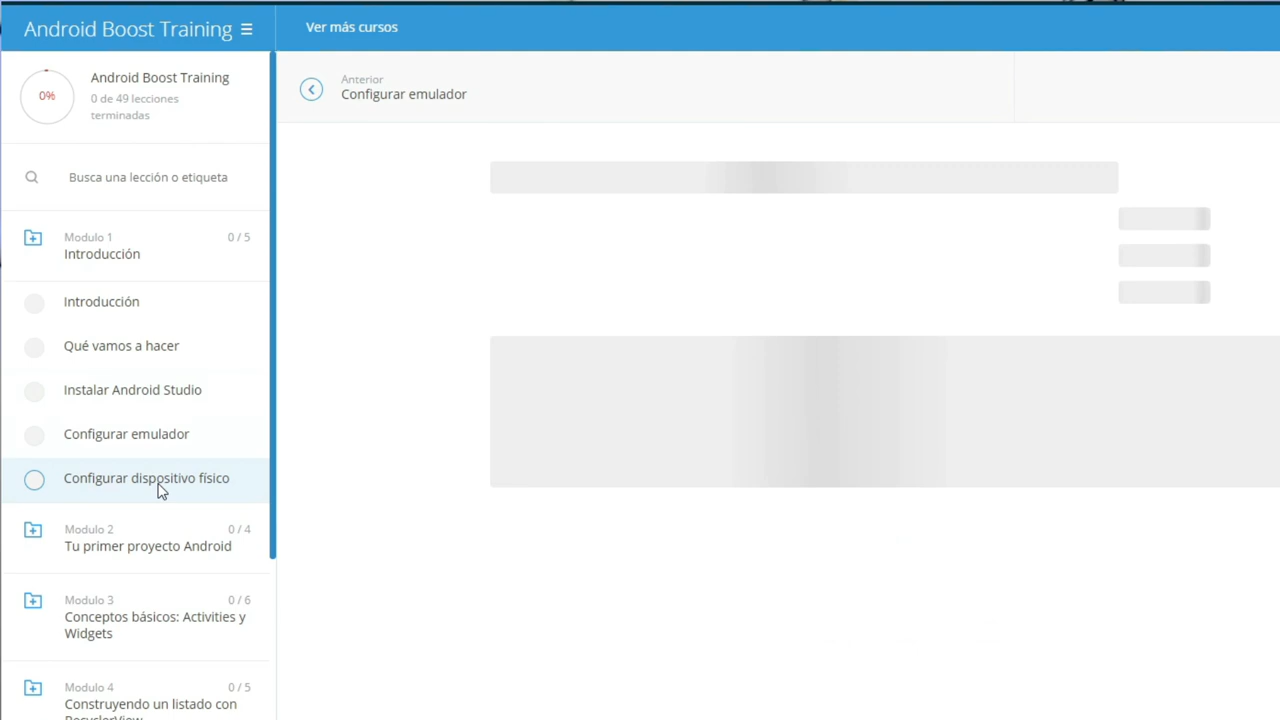 Android Boost Training
Ver más cursos
0%
Android Boost Training
0 de 49 lecciones
terminadas
Anterior
Configurar emulador
Busca una lección o etiqueta
Modulo 1
0 / 5
Introducción
Introducción
Qué vamos a hacer
Instalar Android Studio
Configurar emulador
Configurar dispositivo físico
Modulo 2
0 / 4
Tu primer proyecto Android
Modulo 3
0 / 6
Conceptos básicos: Activities y
Widgets
Modulo 4
0 / 5
Construyendo un listado con
RecyclerView